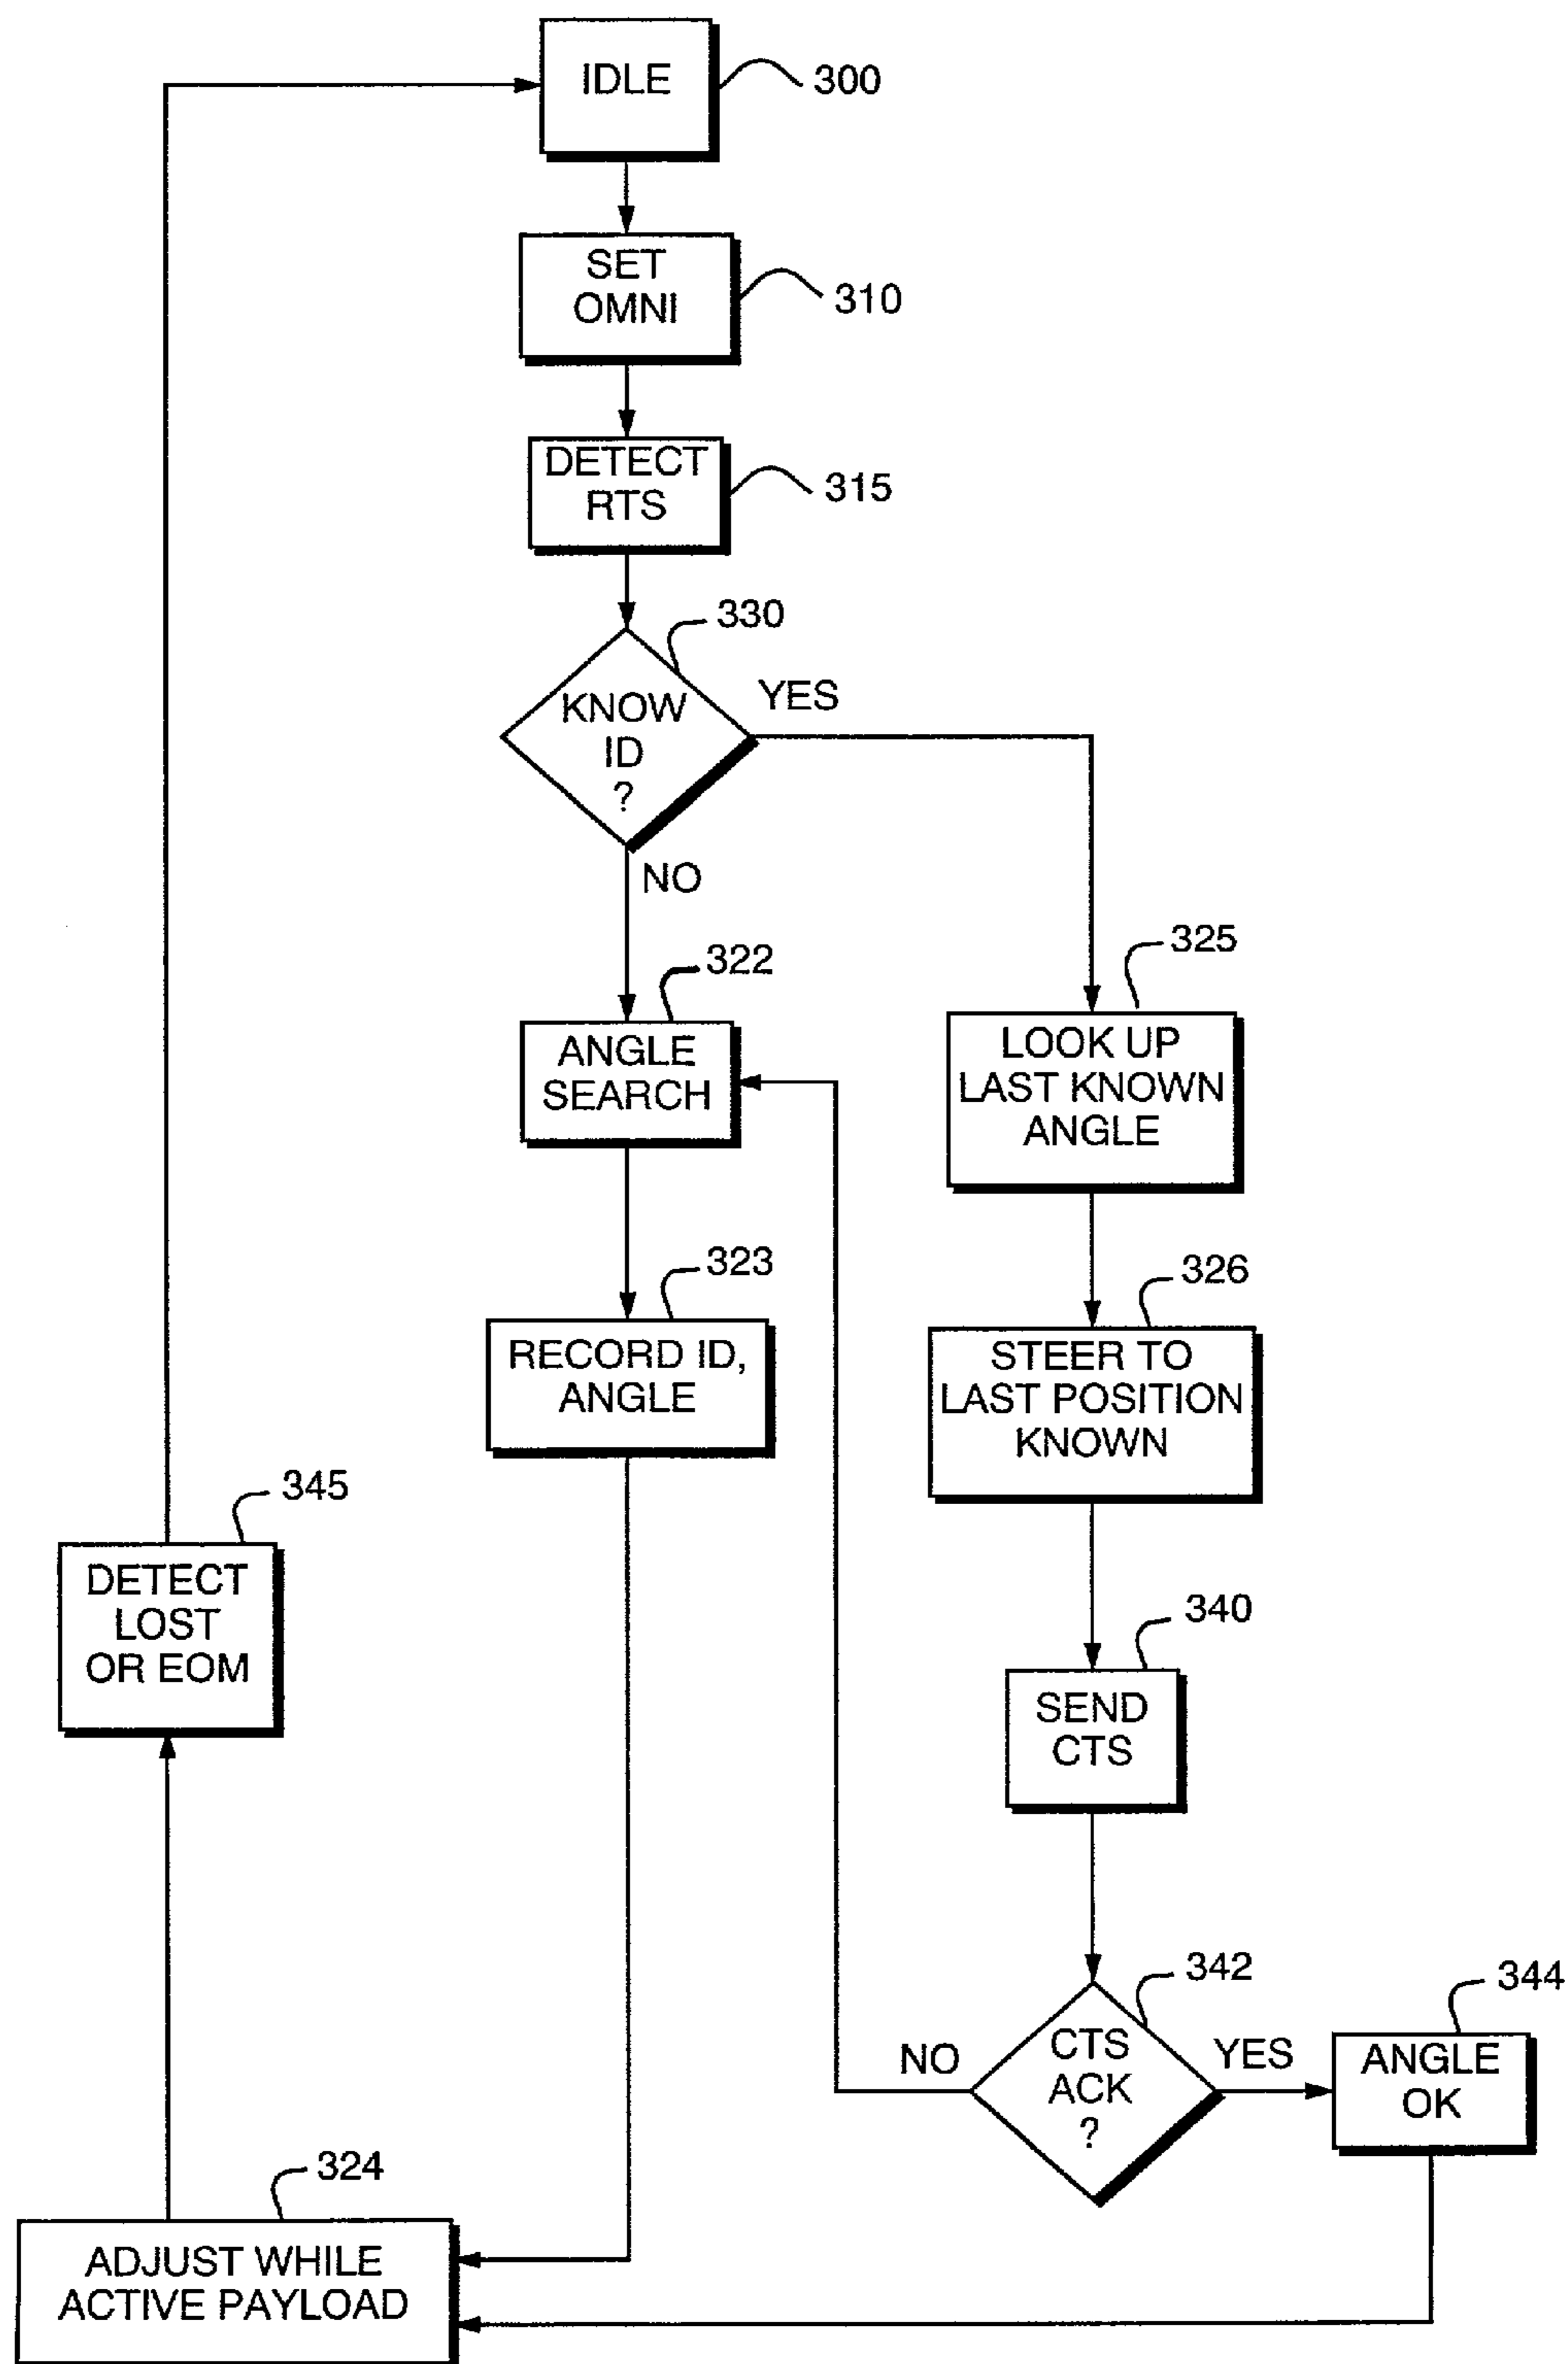 IDLE
300
SET
OMNI
310
DETECT
RTS
315
330
KNOW
ID
?
YES
NO
322
ANGLE
SEARCH
325
LOOK UP
LAST KNOWN
ANGLE
323
RECORD ID,
ANGLE
326
STEER TO
LAST POSITION
KNOWN
345
DETECT
LOST
OR EOM
340
SEND
CTS
342
CTS
ACK
?
NO
YES
344
ANGLE
OK
324
ADJUST WHILE
ACTIVE PAYLOAD